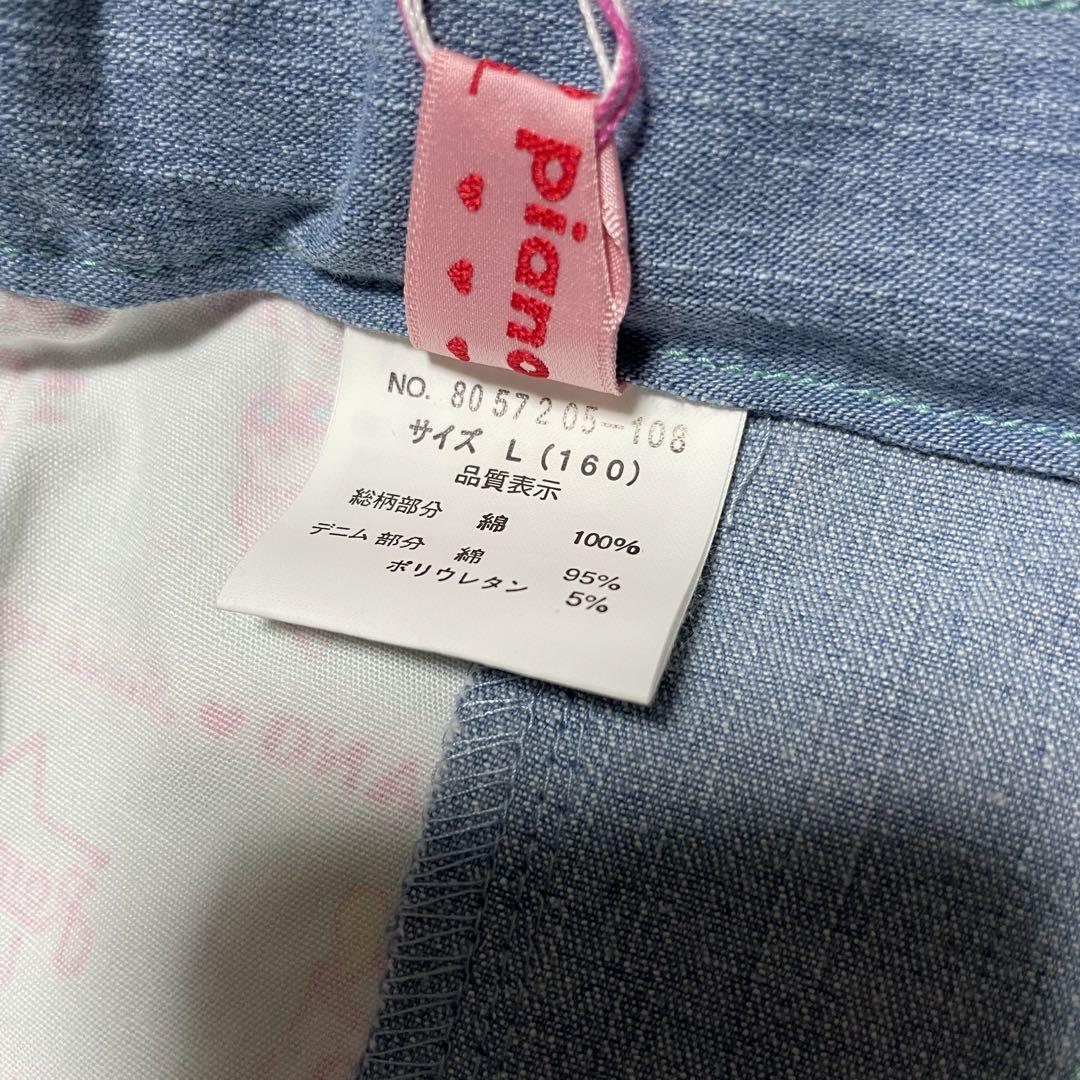 piano
NO. 8057205-108
サイズ L (160)
品質表示
総柄部分 綿 100%
デニム部分 綿 95%
ポリウレタン 5%